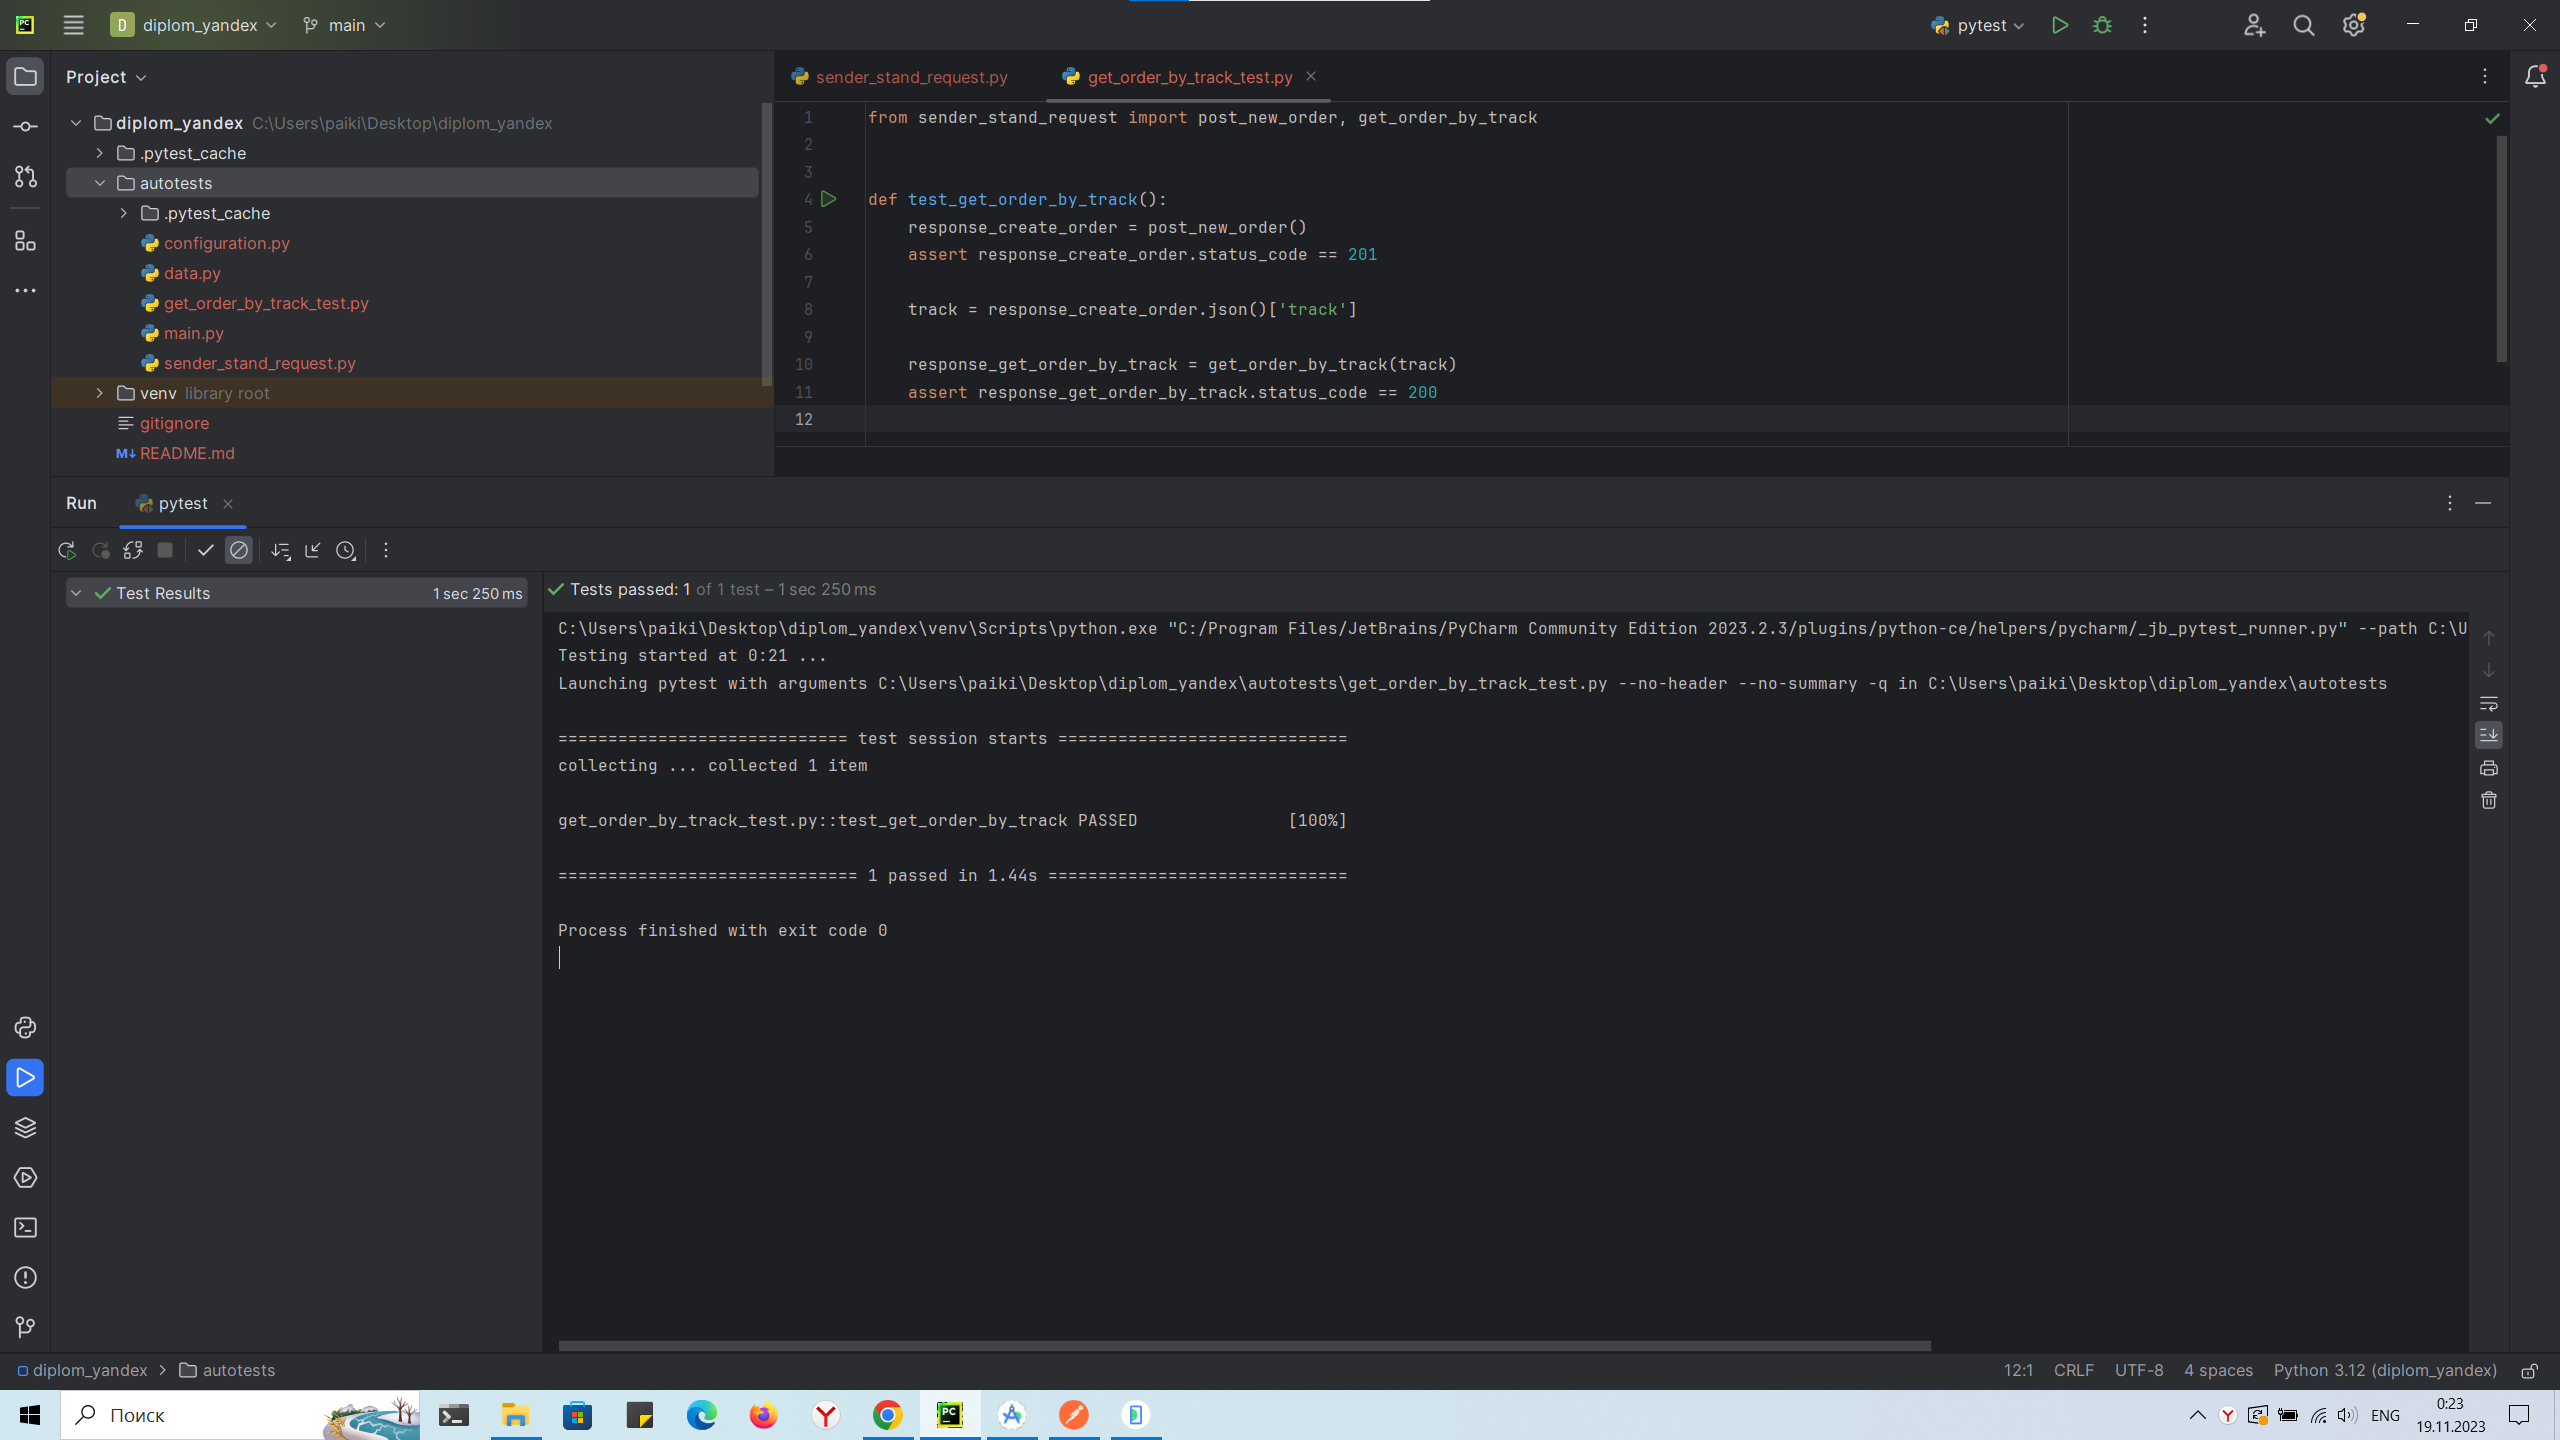 PC
D diplom_yandex main
pytest
Project
diplom_yandex C:\Users\paiki\Desktop\diplom_yandex
.pytest_cache
autotests
.pytest_cache
configuration.py
data.py
get_order_by_track_test.py
main.py
sender_stand_request.py
venv library root
gitignore
M↓ README.md
sender_stand_request.py get_order_by_track_test.py
1 from sender_stand_request import post_new_order, get_order_by_track
2
3
4 def test_get_order_by_track():
5 response_create_order = post_new_order()
6 assert response_create_order.status_code == 201
7
8 track = response_create_order.json()['track']
9
10 response_get_order_by_track = get_order_by_track(track)
11 assert response_get_order_by_track.status_code == 200
12
Run pytest
Test Results 1 sec 250 ms
Tests passed: 1 of 1 test – 1 sec 250 ms
C:\Users\paiki\Desktop\diplom_yandex\venv\Scripts\python.exe "C:/Program Files/JetBrains/PyCharm Community Edition 2023.2.3/plugins/python-ce/helpers/pycharm/_jb_pytest_runner.py" --path C:\U
Testing started at 0:21 ...
Launching pytest with arguments C:\Users\paiki\Desktop\diplom_yandex\autotests\get_order_by_track_test.py --no-header --no-summary -q in C:\Users\paiki\Desktop\diplom_yandex\autotests
============================= test session starts =============================
collecting ... collected 1 item
get_order_by_track_test.py::test_get_order_by_track PASSED [100%]
============================== 1 passed in 1.44s ==============================
Process finished with exit code 0
diplom_yandex autotests
12:1 CRLF UTF-8 4 spaces Python 3.12 (diplom_yandex)
Поиск
PC
ENG
0:23
19.11.2023